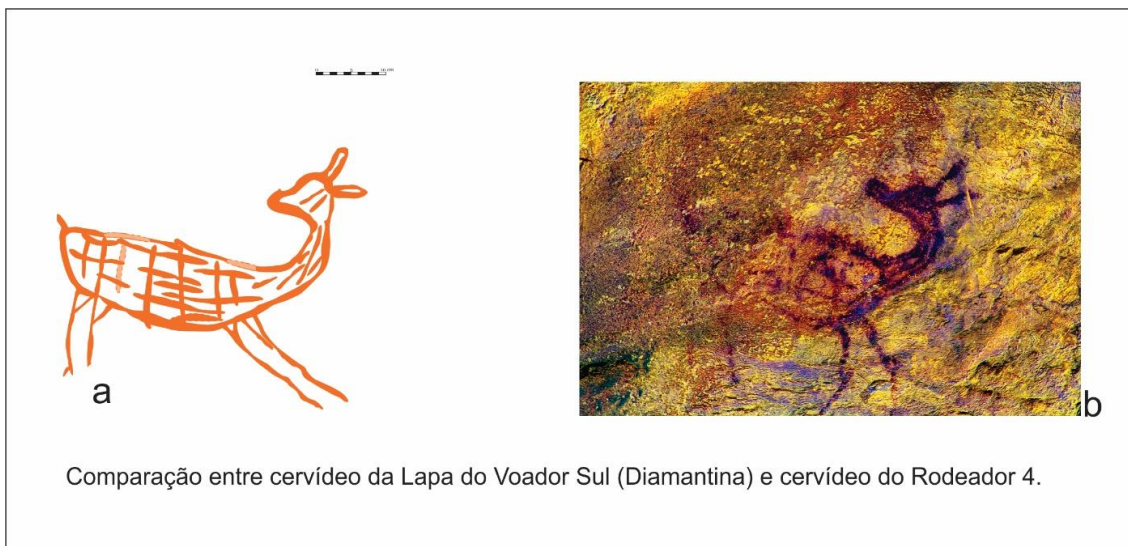 a
b
Comparação entre cervídeo da Lapa do Voador Sul (Diamantina) e cervídeo do Rodeador 4.